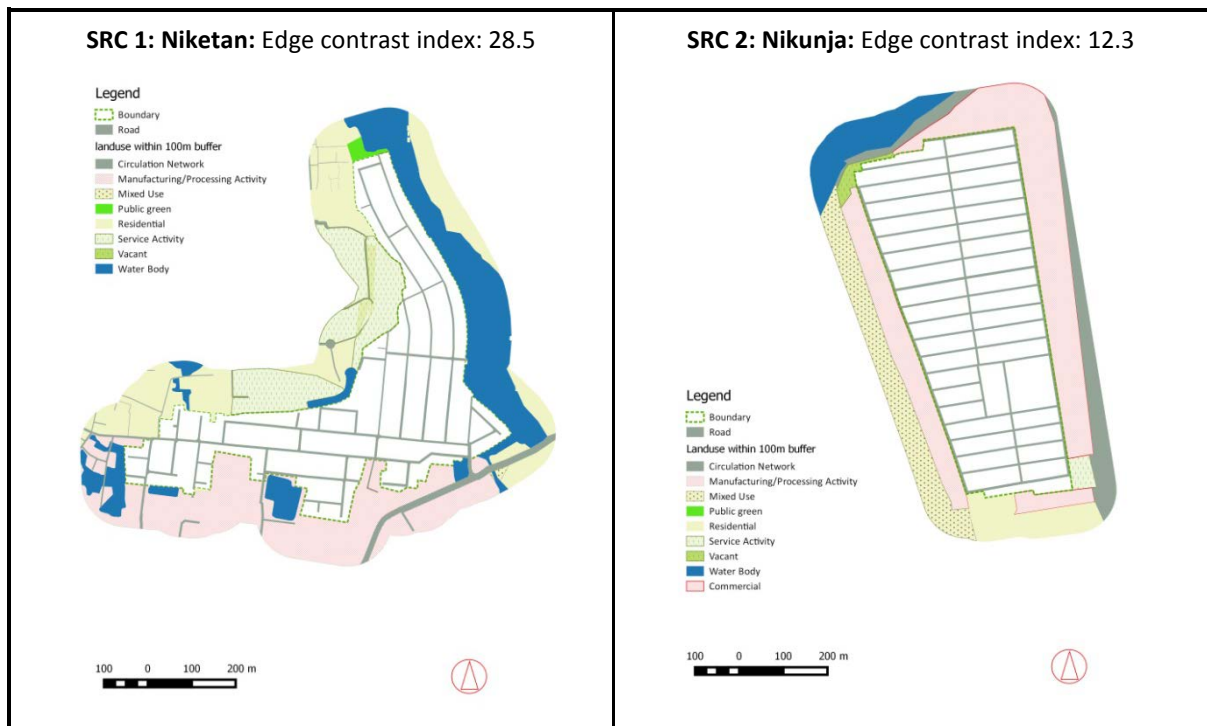 SRC 1: Niketan: Edge contrast index: 28.5
Legend
Boundary
Road
landuse within 100m buffer
Circulation Network
Manufacturing/Processing Activity
Mixed Use
Public green
Residential
Service Activity
Vacant
Water Body
100 0 100 200 m
SRC 2: Nikunja: Edge contrast index: 12.3
Legend
Boundary
Road
Landuse within 100m buffer
Circulation Network
Manufacturing/Processing Activity
Mixed Use
Public green
Residential
Service Activity
Vacant
Water Body
Commercial
100 0 100 200 m